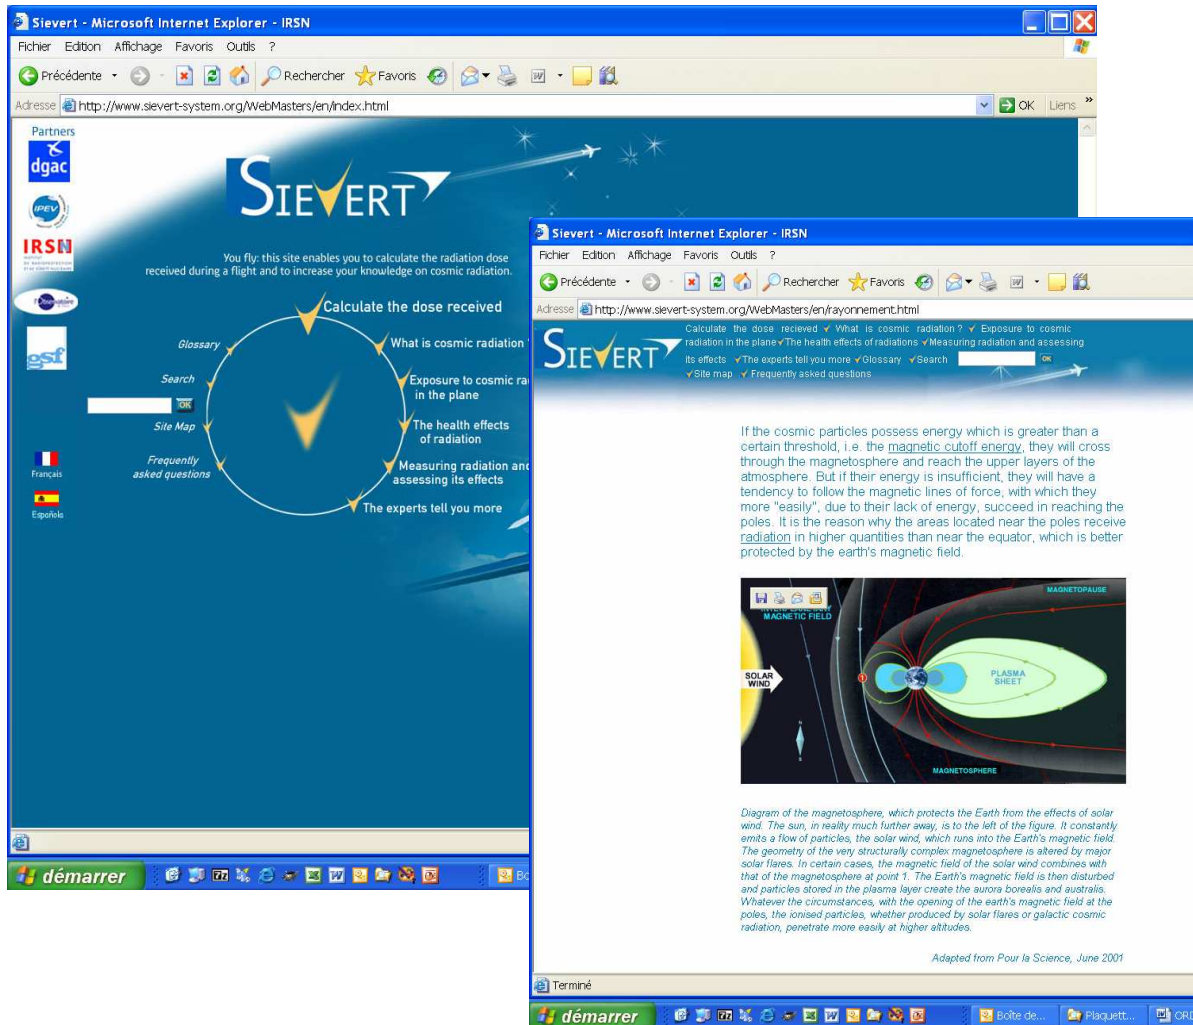 Sievert - Microsoft Internet Explorer - IRSN
Fichier Edition Affichage Favoris Outils ?
Précédente Rechercher Favoris
Adresse http://www.sievert-system.org/WebMasters/en/index.html OK Liens »
Partners
dgac
IPEV
IRSN
gsf
SIEVERT
You fly: this site enables you to calculate the radiation dose
received during a flight and to increase your knowledge on cosmic radiation.
Calculate the dose received
What is cosmic radiation ?
Exposure to cosmic ra
in the plane
The health effects
of radiation
Measuring radiation and
assessing its effects
The experts tell you more
Glossary
Search
OK
Site Map
Frequently
asked questions
Français
Española
démarrer
Sievert - Microsoft Internet Explorer - IRSN
Fichier Edition Affichage Favoris Outils ?
Précédente Rechercher Favoris
Adresse http://www.sievert-system.org/WebMasters/en/rayonnement.html
SIEVERT
Calculate the dose recieved What is cosmic radiation ? Exposure to cosmic
radiation in the plane The health effects of radiations Measuring radiation and assessing
its effects The experts tell you more Glossary Search OK
Site map Frequently asked questions
If the cosmic particles possess energy which is greater than a
certain threshold, i.e. the magnetic cutoff energy, they will cross
through the magnetosphere and reach the upper layers of the
atmosphere. But if their energy is insufficient, they will have a
tendency to follow the magnetic lines of force, with which they
more "easily", due to their lack of energy, succeed in reaching the
poles. It is the reason why the areas located near the poles receive
radiation in higher quantities than near the equator, which is better
protected by the earth's magnetic field.
MAGNETOPAUSE
MAGNETIC FIELD
SOLAR
WIND
1
PLASMA
SHEET
N
S
MAGNETOSPHERE
Diagram of the magnetosphere, which protects the Earth from the effects of solar
wind. The sun, in reality much further away, is to the left of the figure. It constantly
emits a flow of particles, the solar wind, which runs into the Earth's magnetic field.
The geometry of the very structurally complex magnetosphere is altered by major
solar flares. In certain cases, the magnetic field of the solar wind combines with
that of the magnetosphere at point 1. The Earth's magnetic field is then disturbed
and particles stored in the plasma layer create the aurora borealis and australis.
Whatever the circumstances, with the opening of the earth's magnetic field at the
poles, the ionised particles, whether produced by solar flares or galactic cosmic
radiation, penetrate more easily at higher altitudes.
Adapted from Pour la Science, June 2001
Terminé
démarrer Boîte de... Plaquett... ORI